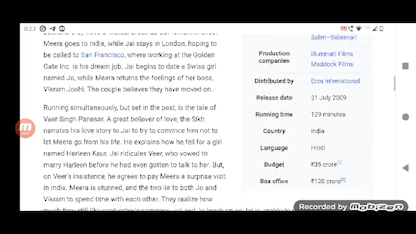 8:23
Salim–Sulaiman
Meera goes to India, while Jai stays in London, hoping to
be called to San Francisco, where working at the Golden
Gate Inc. is his dream job. Jai begins to date a Swiss girl
named Jo, while Meera returns the feelings of her boss,
Vikram Joshi. The couple believes they have moved on.
Running simultaneously, but set in the past, is the tale of
Veer Singh Panesar. A great believer of love, the Sikh
narrates his love story to Jai to try to convince him not to
let Meera go from his life. He explains how he fell for a girl
named Harleen Kaur. Jai ridicules Veer, who vowed to
marry Harleen before he had even gotten to talk to her. But,
on Veer's insistence, he agrees to pay Meera a surprise visit
in India. Meera is stunned, and the two lie to both Jo and
Vikram to spend time with each other. They realize how
Production companies
Illuminati Films
Maddock Films
Distributed by Eros International
Release date 31 July 2009
Running time 129 minutes
Country India
Language Hindi
Budget ₹35 crore
Box office ₹120 crore
Recorded by Mobizen